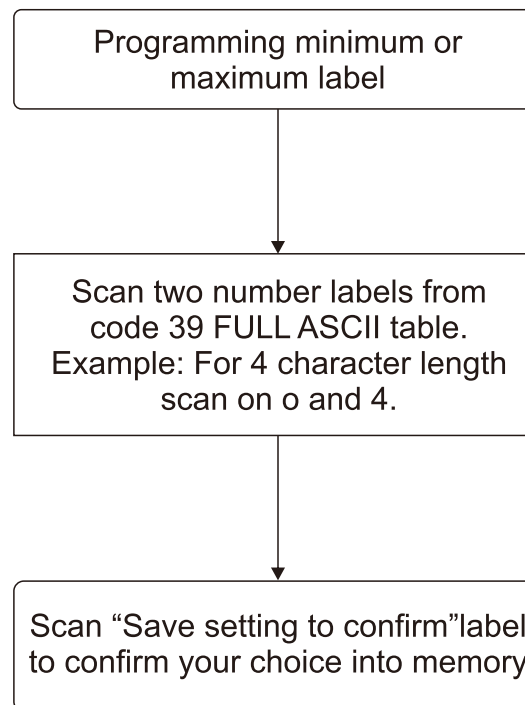 Programming minimum or
maximum label
Scan two number labels from
code 39 FULL ASCII table.
Example: For 4 character length
scan on o and 4.
Scan “Save setting to confirm”label
to confirm your choice into memory